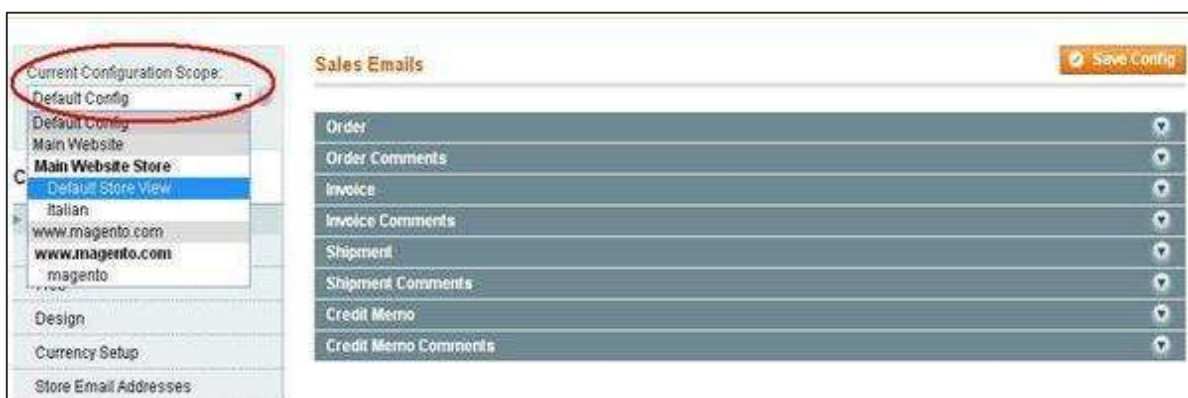 Current Configuration Scope:
Default Config
Default Config
Main Website
Main Website Store
Default Store View
Italian
www.magento.com
www.magento.com
magento
Design
Currency Setup
Store Email Addresses
Sales Emails
Save Config
Order
Order Comments
Invoice
Invoice Comments
Shipment
Shipment Comments
Credit Memo
Credit Memo Comments